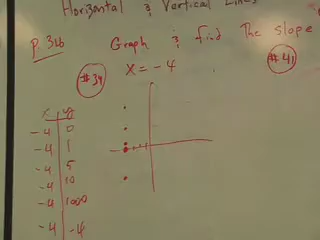 Horizontal & Vertical Lines
p. 326 Graph & find The slope
#39 x = -4 #41
x y
-4 0
-4 1
-4 5
-4 10
-4 1000
-4 -4